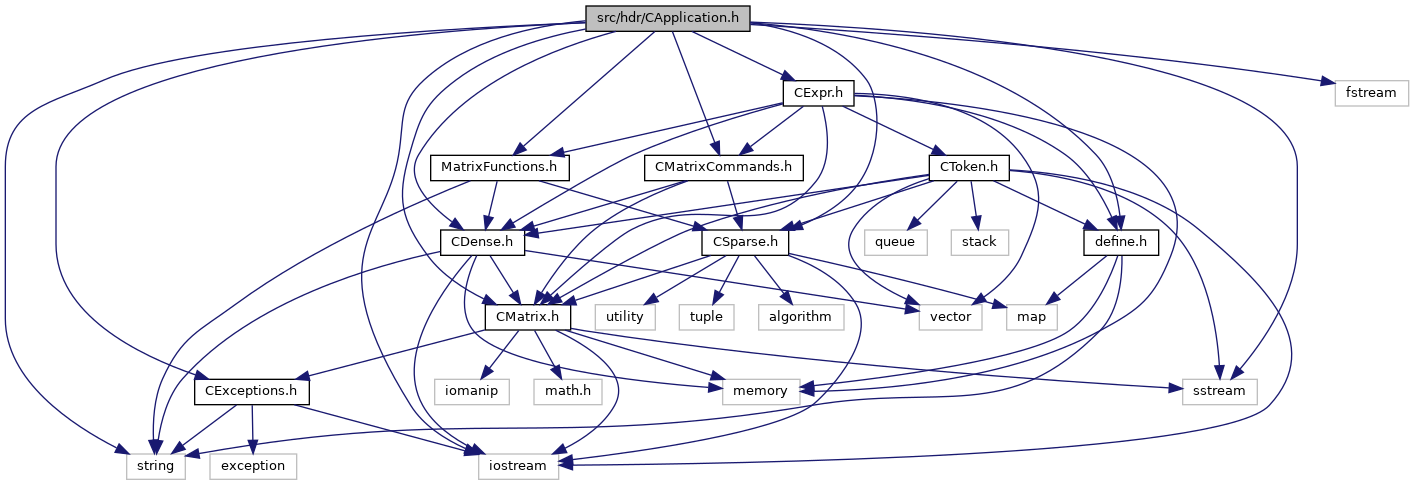 src/hdr/CApplication.h
CExpr.h
fstream
MatrixFunctions.h
CMatrixCommands.h
CToken.h
CDense.h
CSparse.h
queue
stack
define.h
CMatrix.h
utility
tuple
algorithm
vector
map
CExceptions.h
iomanip
math.h
memory
sstream
string
exception
iostream